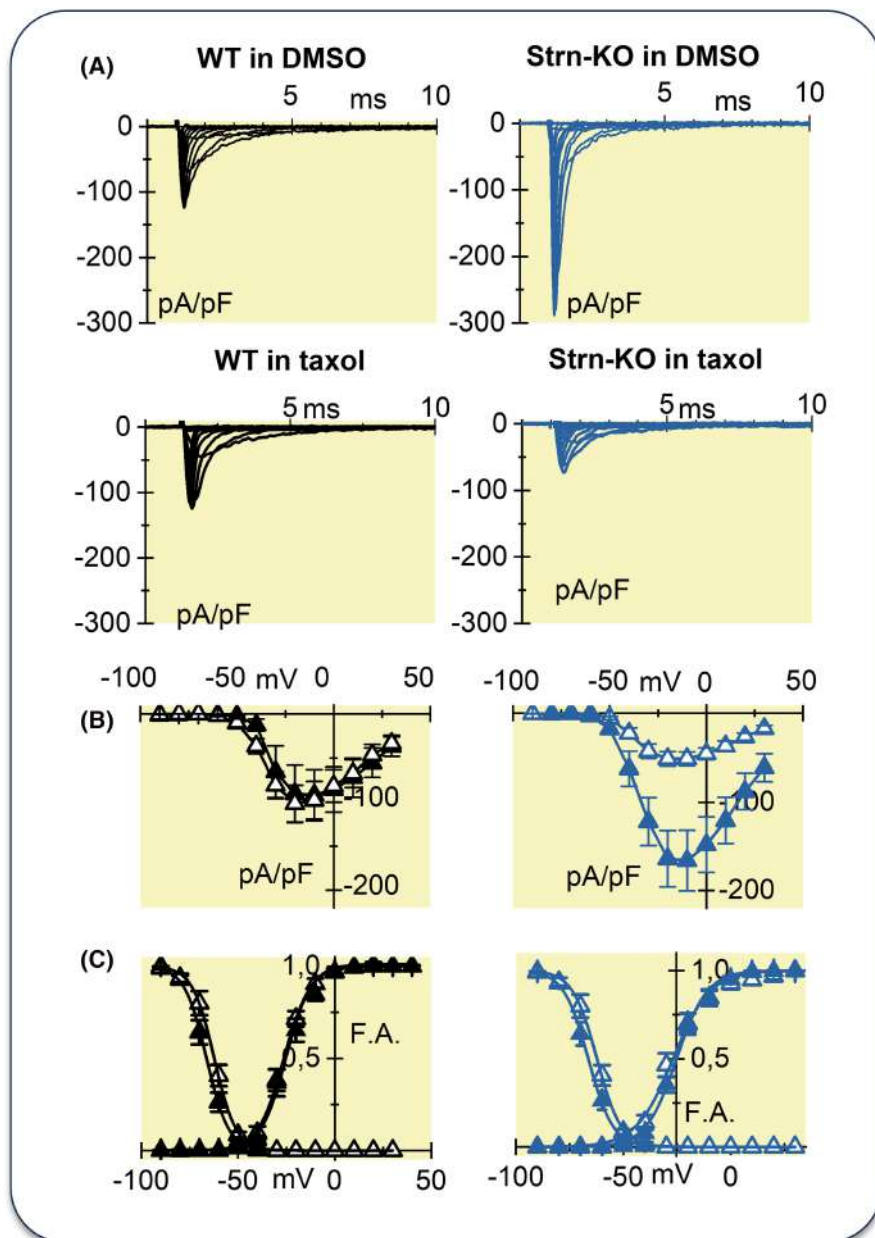 (A)
WT in DMSO
Strn-KO in DMSO
5 ms 10
5 10
0
-100
-200
-300
pA/pF
0
-100
-200
-300
pA/pF
WT in taxol
Strn-KO in taxol
5 ms 10
5 ms 10
0
-100
-200
-300
pA/pF
0
-100
-200
-300
pA/pF
(B)
-100 -50 mV 0 50
-100
pA/pF
-200
-100 -50 mV 0 50
-100
pA/pF
-200
(C)
1,0
F.A.
0,5
-100 -50 mV 0 50
1,0
0,5
F.A.
-100 -50 mV 0